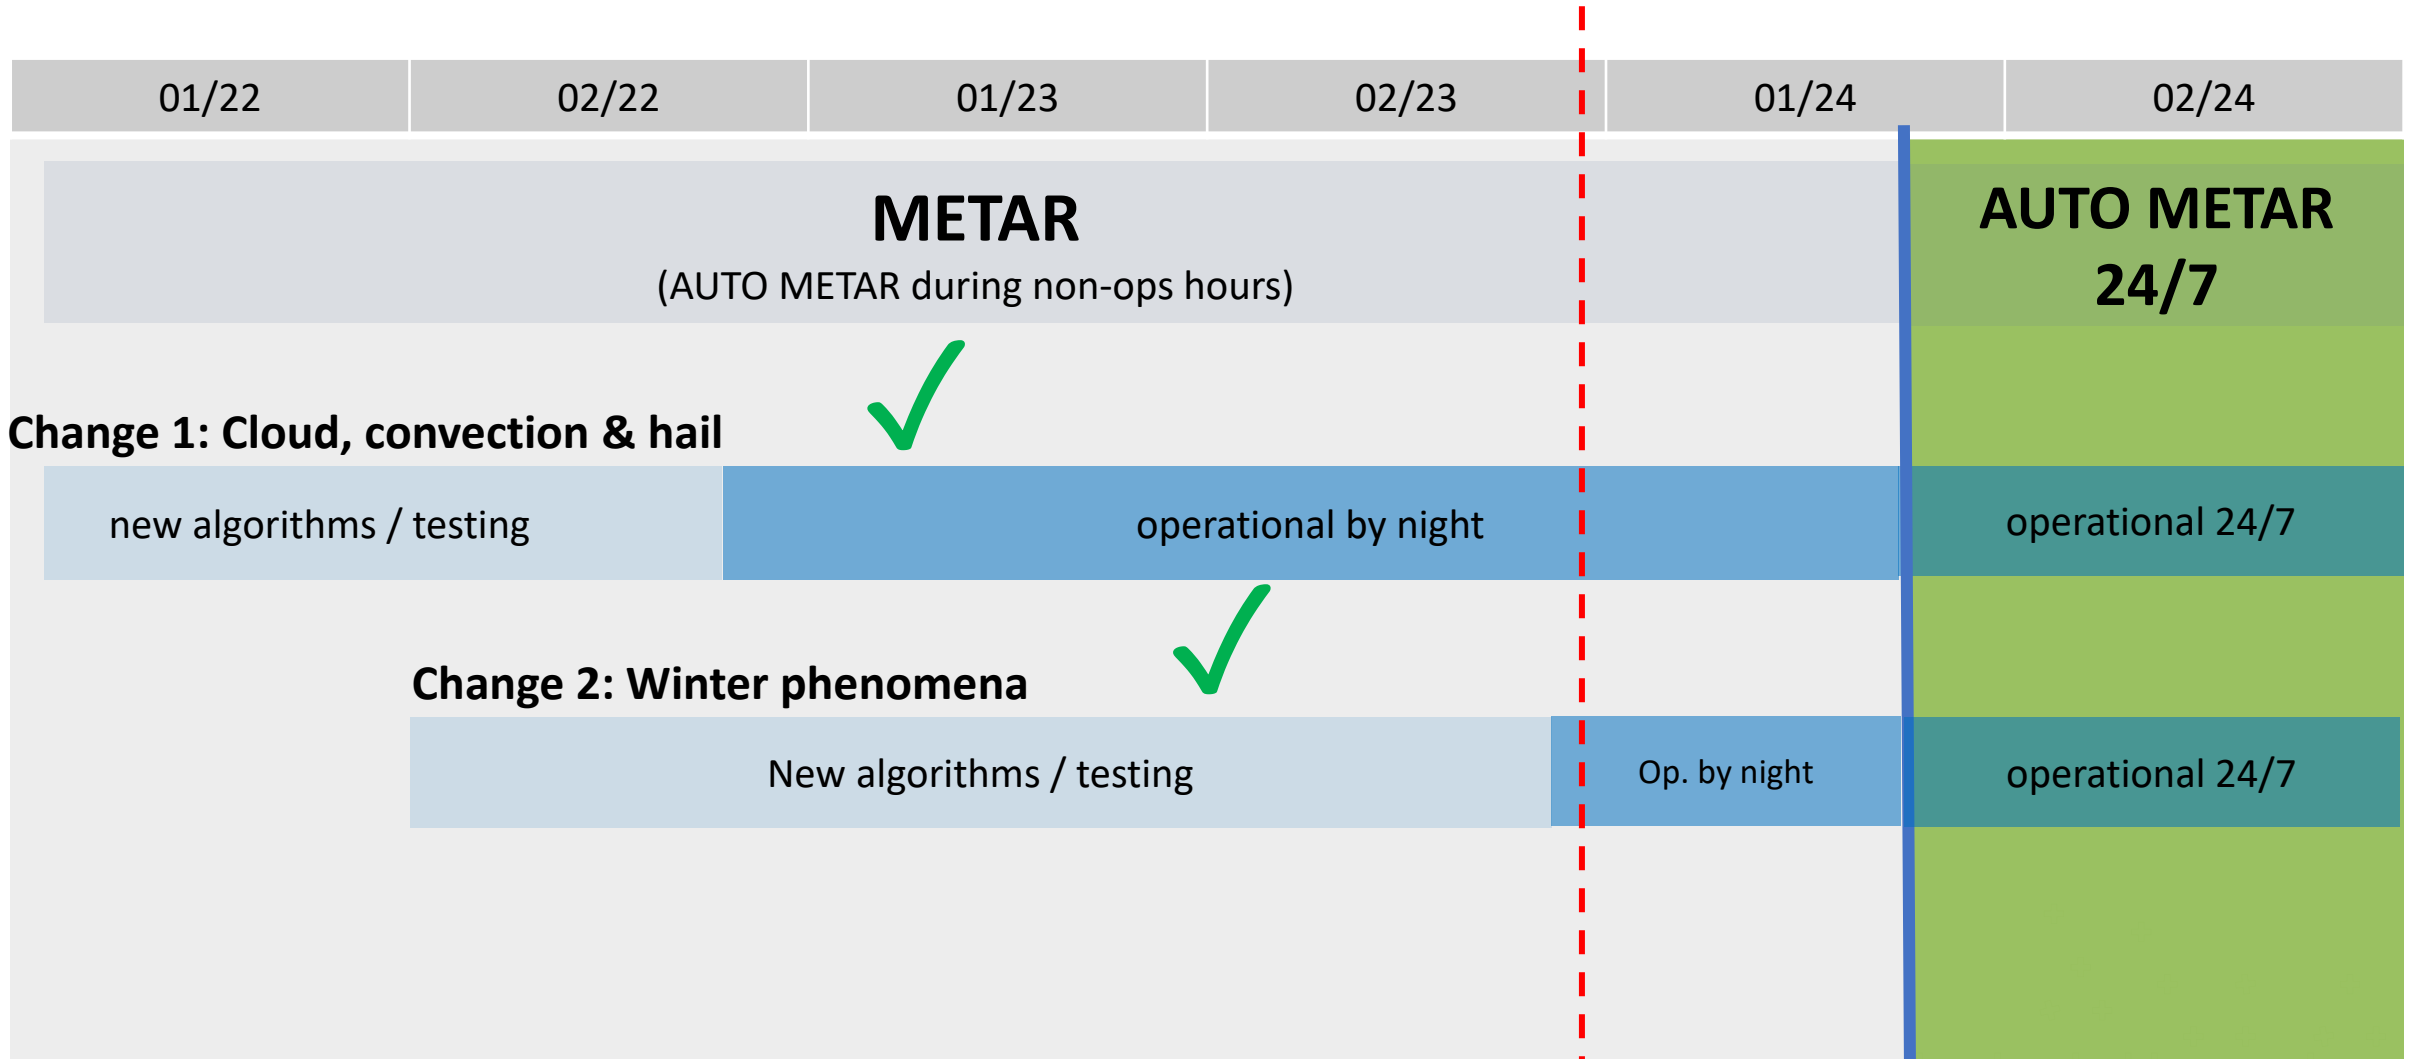 01/22
02/22
01/23
02/23
01/24
02/24
METAR
(AUTO METAR during non-ops hours)
AUTO METAR
24/7
Change 1: Cloud, convection & hail
new algorithms / testing
operational by night
operational 24/7
Change 2: Winter phenomena
New algorithms / testing
Op. by night
operational 24/7